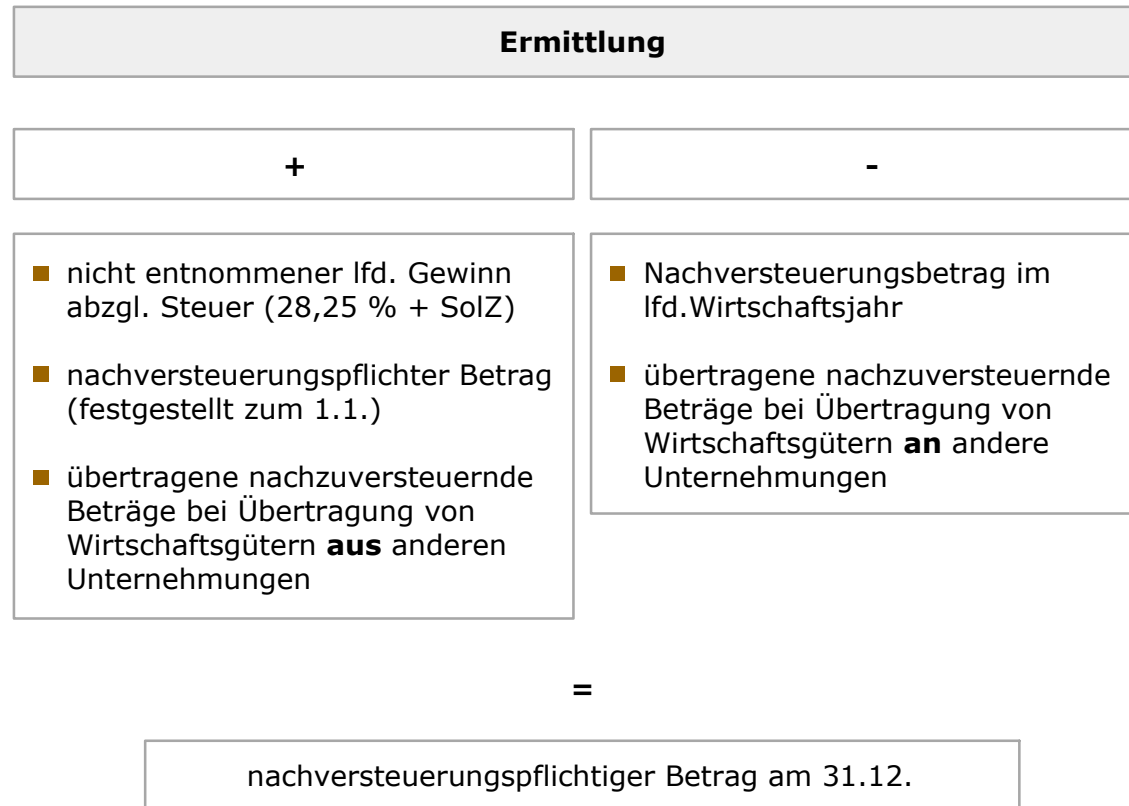 Ermittlung
+
-
nicht entnommener lfd. Gewinn
abzgl. Steuer (28,25 % + SolZ)
nachversteuerungspflichter Betrag
(festgestellt zum 1.1.)
übertragene nachzuversteuernde
Beträge bei Übertragung von
Wirtschaftsgütern aus anderen
Unternehmungen
Nachversteuerungsbetrag im
lfd.Wirtschaftsjahr
übertragene nachzuversteuernde
Beträge bei Übertragung von
Wirtschaftsgütern an andere
Unternehmungen
=
nachversteuerungspflichtiger Betrag am 31.12.